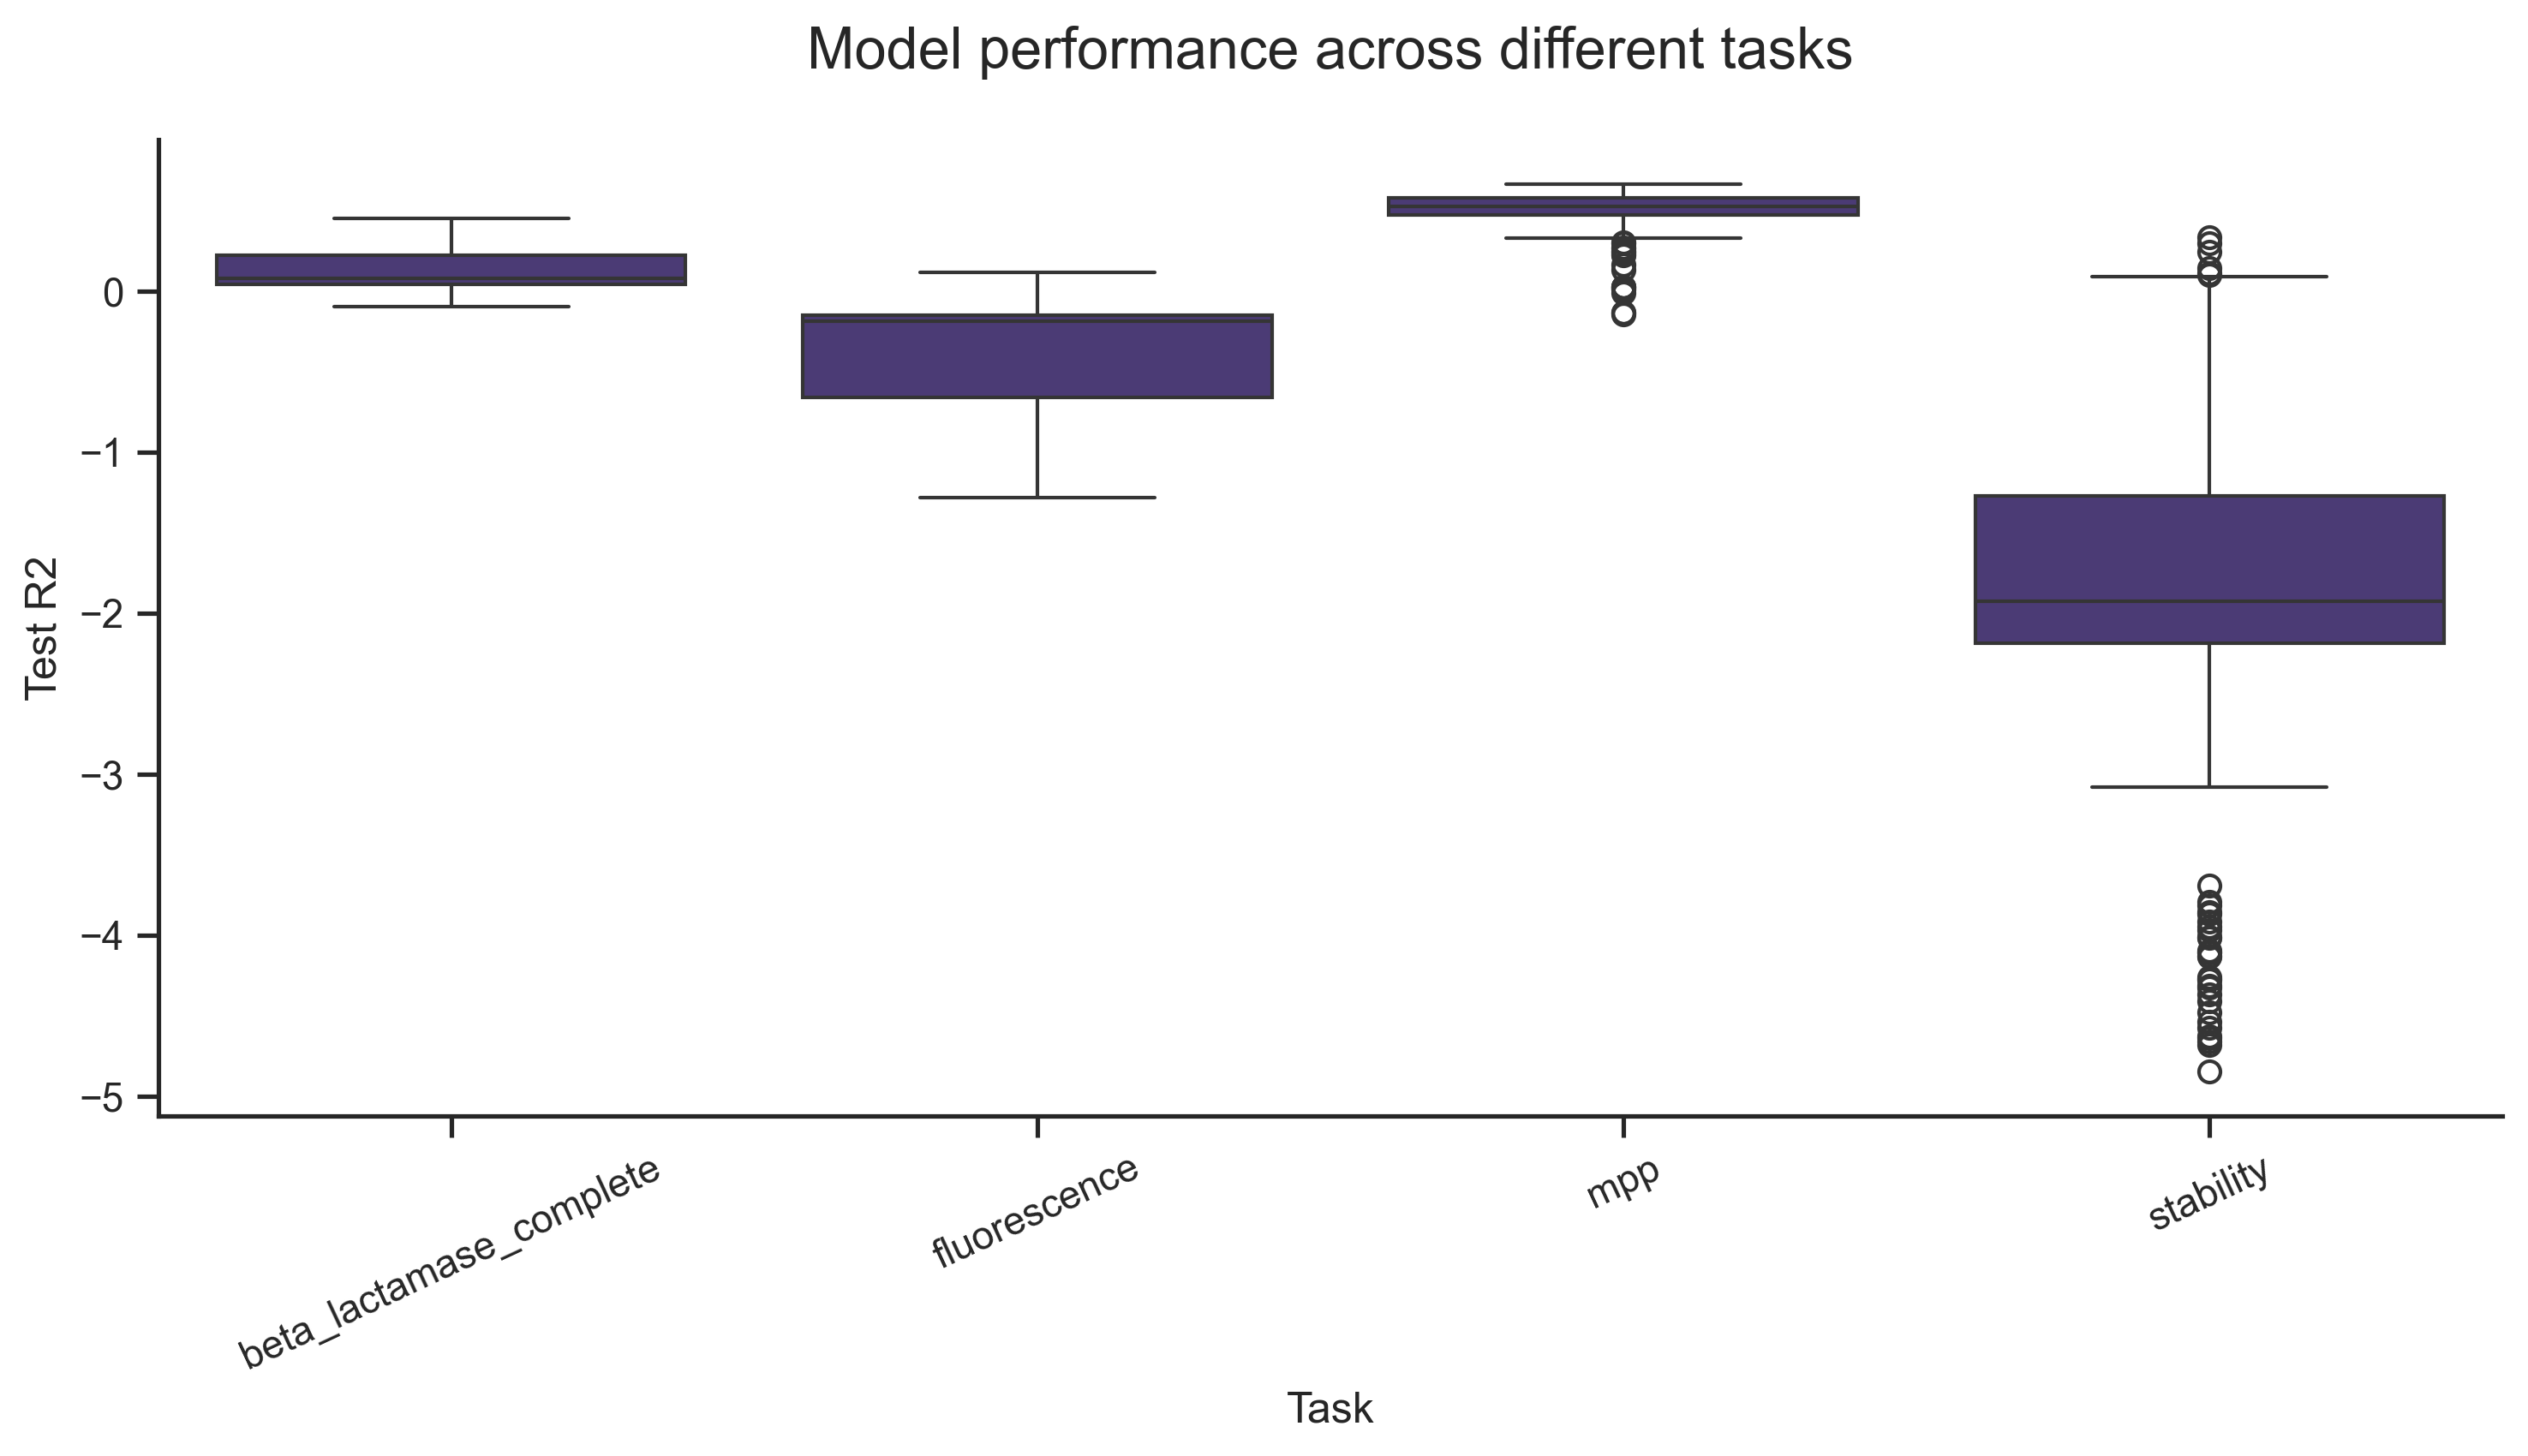 Model performance across different tasks
Test R2
0
−1
−2
−3
−4
−5
beta_lactamase_complete
fluorescence
mpp
stability
Task